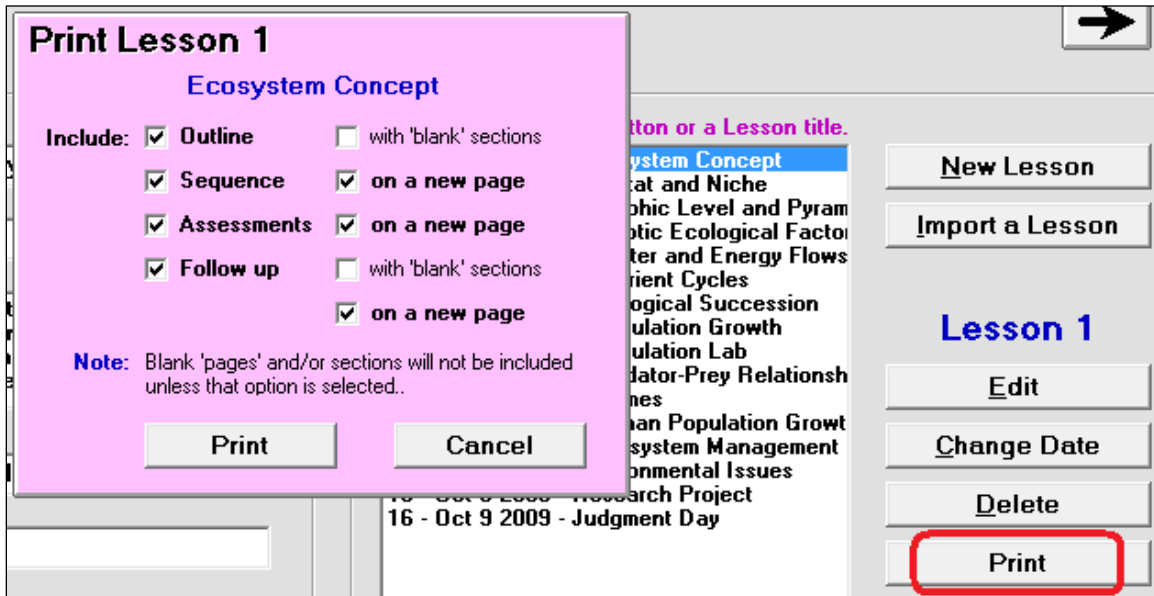 Print Lesson 1
Ecosystem Concept
Include:
Outline
with 'blank' sections
Sequence
on a new page
Assessments
on a new page
Follow up
with 'blank' sections
on a new page
Note: Blank 'pages' and/or sections will not be included
unless that option is selected..
Print
Cancel
tton or a Lesson title.
ystem Concept
tat and Niche
phic Level and Pyram
otic Ecological Facto
ter and Energy Flows
rient Cycles
ogical Succession
ulation Growth
ulation Lab
dator-Prey Relationsh
mes
an Population Growt
system Management
onmental Issues
arch Project
16 - Oct 9 2009 - Judgment Day
New Lesson
Import a Lesson
Lesson 1
Edit
Change Date
Delete
Print